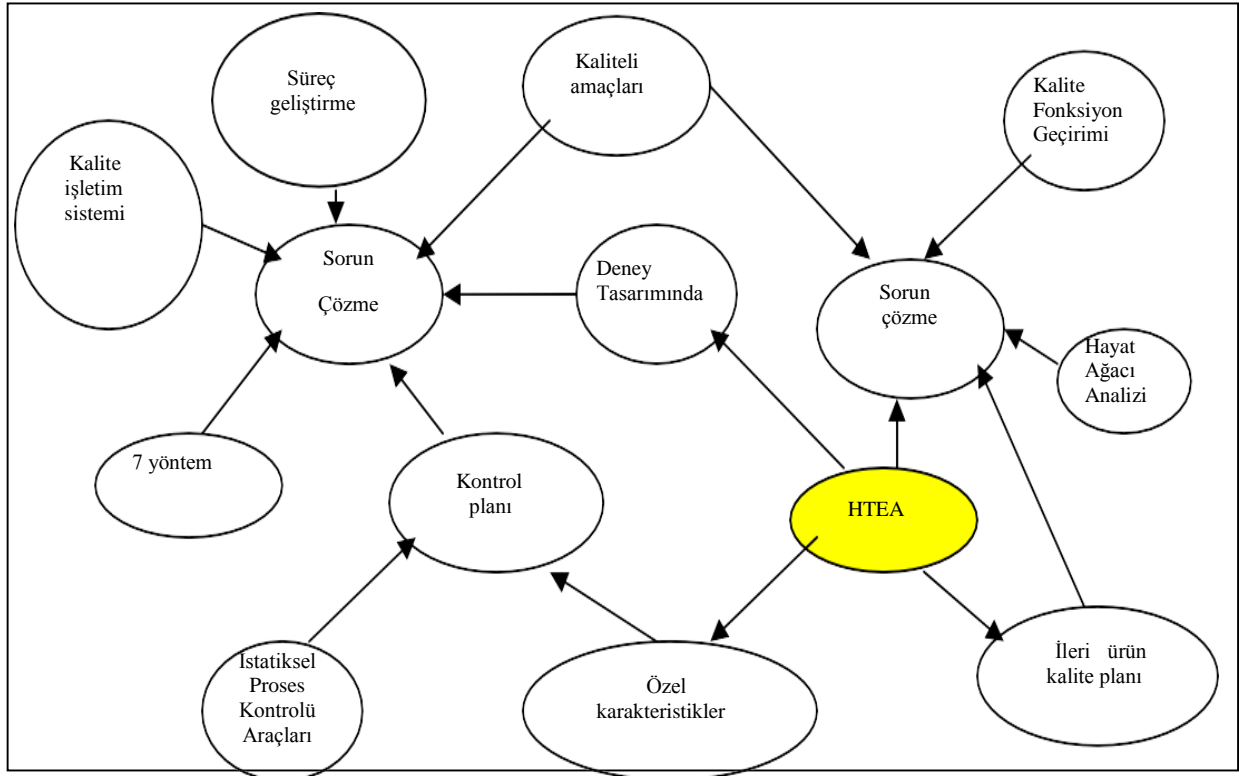 Süreç
geliştirme
Kaliteli
amaçları
Kalite
Fonksiyon
Geçirimi
Kalite
işletim
sistemi
Sorun
Çözme
Deney
Tasarımında
Sorun
çözme
Hayat
Ağacı
Analizi
7 yöntem
Kontrol
planı
HTEA
İstatiksel
Proses
Kontrolü
Araçları
Özel
karakteristikler
İleri ürün
kalite planı